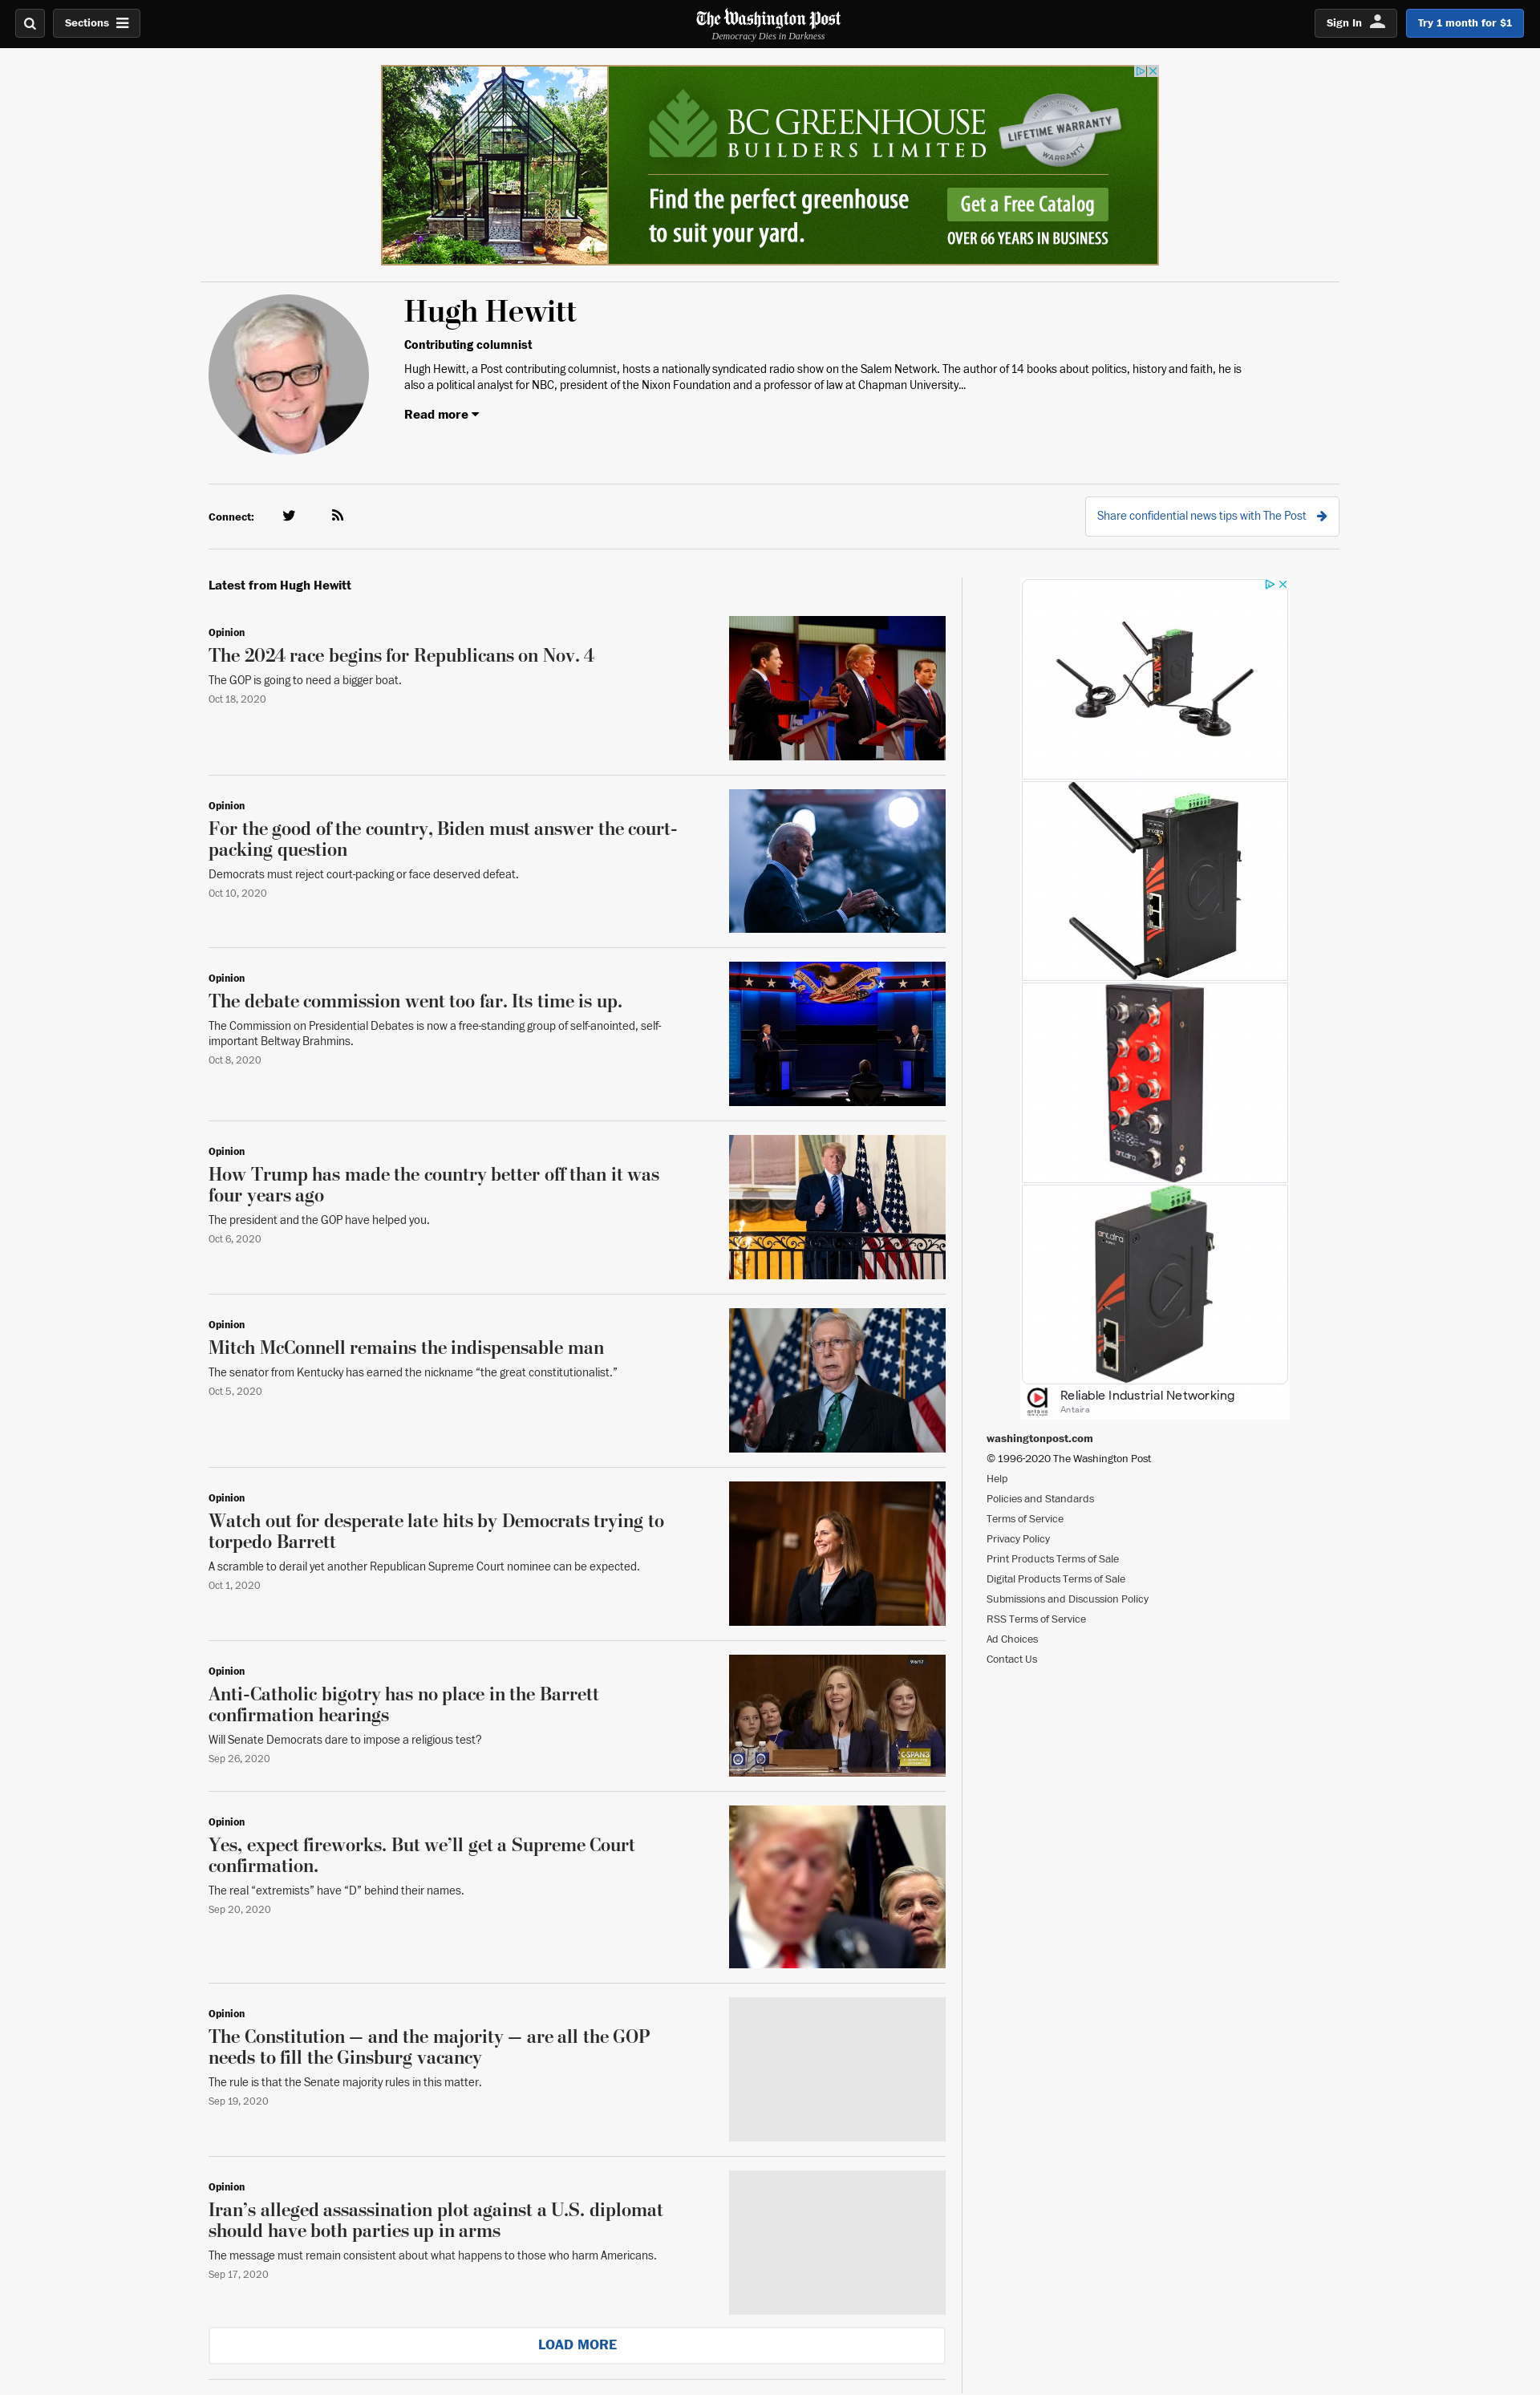 Sections
The Washington Post
Democracy Dies in Darkness
Sign In
Try 1 month for $1
BC GREENHOUSE
BUILDERS LIMITED
LIFETIME WARRANTY
WARRANTY
Find the perfect greenhouse
to suit your yard.
Get a Free Catalog
OVER 66 YEARS IN BUSINESS
Hugh Hewitt
Contributing columnist
Hugh Hewitt, a Post contributing columnist, hosts a nationally syndicated radio show on the Salem Network. The author of 14 books about politics, history and faith, he is
also a political analyst for NBC, president of the Nixon Foundation and a professor of law at Chapman University...
Read more
Connect:
Share confidential news tips with The Post
Latest from Hugh Hewitt
Opinion
The 2024 race begins for Republicans on Nov. 4
The GOP is going to need a bigger boat.
Oct 18, 2020
Opinion
For the good of the country, Biden must answer the court-
packing question
Democrats must reject court-packing or face deserved defeat.
Oct 10, 2020
Opinion
The debate commission went too far. Its time is up.
The Commission on Presidential Debates is now a free-standing group of self-anointed, self-
important Beltway Brahmins.
Oct 8, 2020
Opinion
How Trump has made the country better off than it was
four years ago
The president and the GOP have helped you.
Oct 6, 2020
Opinion
Mitch McConnell remains the indispensable man
The senator from Kentucky has earned the nickname “the great constitutionalist.”
Oct 5, 2020
Opinion
Watch out for desperate late hits by Democrats trying to
torpedo Barrett
A scramble to derail yet another Republican Supreme Court nominee can be expected.
Oct 1, 2020
Opinion
Anti-Catholic bigotry has no place in the Barrett
confirmation hearings
Will Senate Democrats dare to impose a religious test?
Sep 26, 2020
C-SPAN3
Opinion
Yes, expect fireworks. But we’ll get a Supreme Court
confirmation.
The real “extremists” have “D” behind their names.
Sep 20, 2020
Opinion
The Constitution — and the majority — are all the GOP
needs to fill the Ginsburg vacancy
The rule is that the Senate majority rules in this matter.
Sep 19, 2020
Opinion
Iran’s alleged assassination plot against a U.S. diplomat
should have both parties up in arms
The message must remain consistent about what happens to those who harm Americans.
Sep 17, 2020
LOAD MORE
antaira
antaira
antaira
Reliable Industrial Networking
Antaira
washingtonpost.com
© 1996-2020 The Washington Post
Help
Policies and Standards
Terms of Service
Privacy Policy
Print Products Terms of Sale
Digital Products Terms of Sale
Submissions and Discussion Policy
RSS Terms of Service
Ad Choices
Contact Us